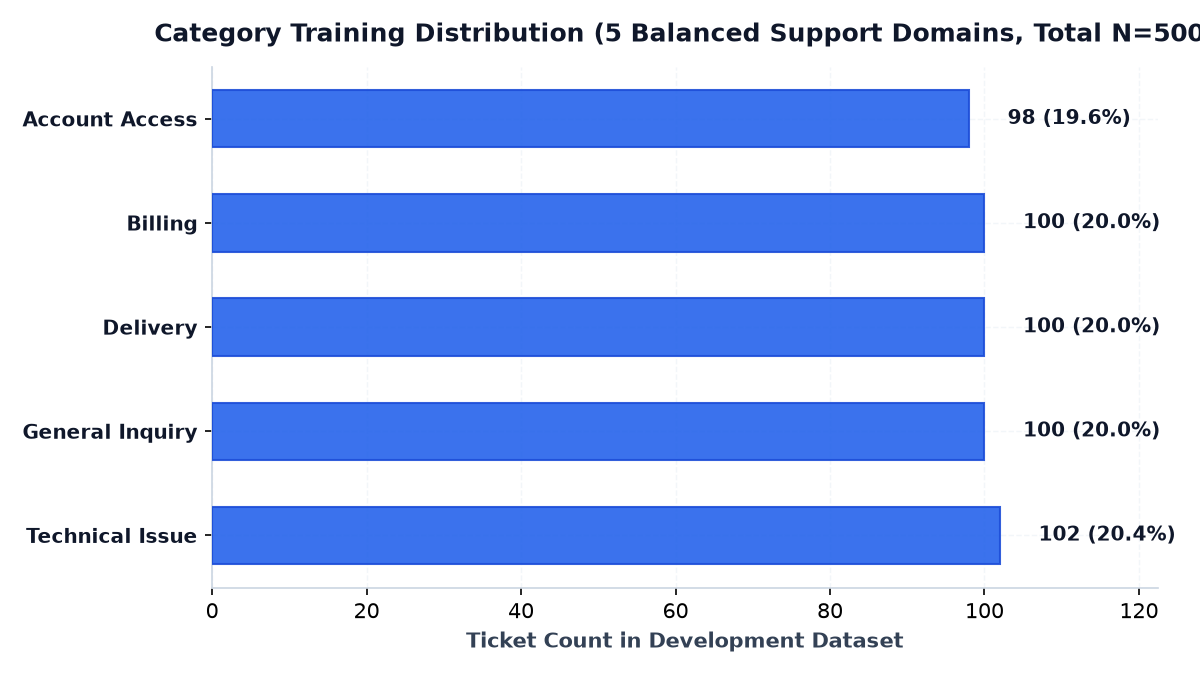 Category Training Distribution (5 Balanced Support Domains, Total N=500
Account Access 98 (19.6%)
Billing 100 (20.0%)
Delivery 100 (20.0%)
General Inquiry 100 (20.0%)
Technical Issue 102 (20.4%)
0 20 40 60 80 100 120
Ticket Count in Development Dataset